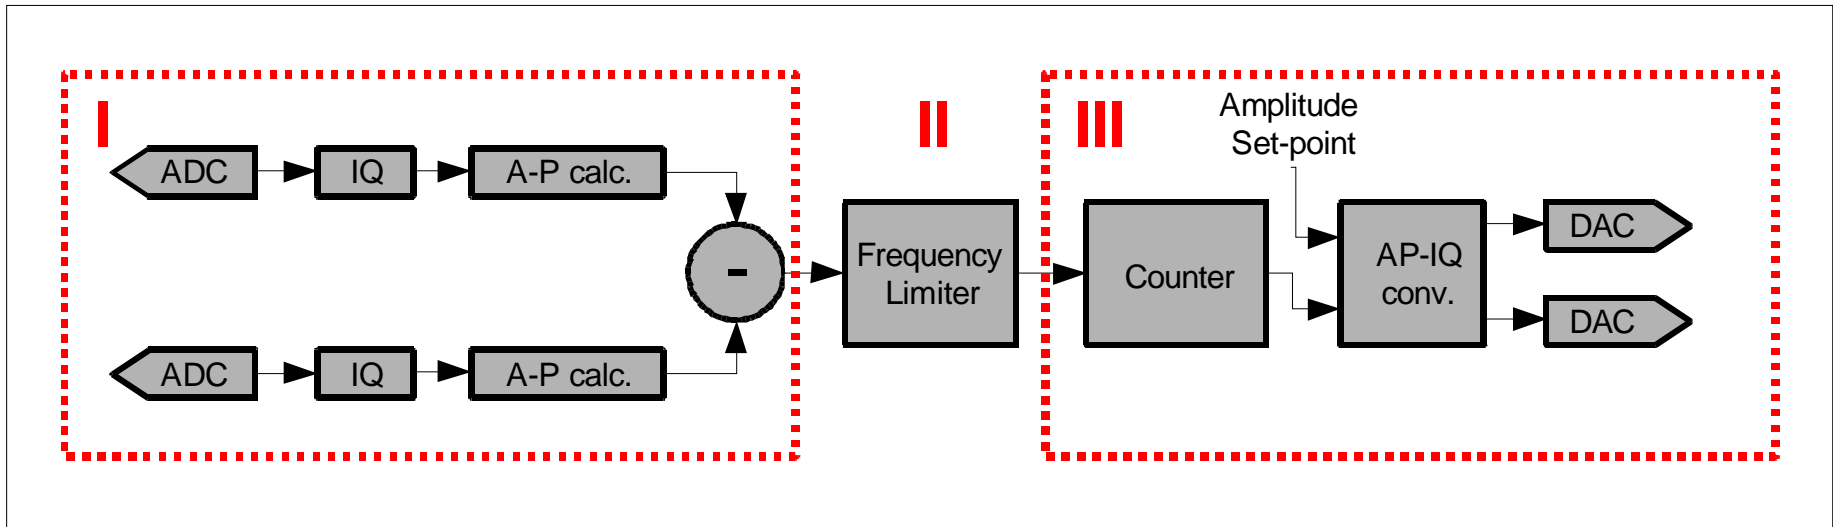 I
II
III
Amplitude
Set-point
ADC
IQ
A-P calc.
-
Frequency
Limiter
Counter
AP-IQ
conv.
DAC
DAC
ADC
IQ
A-P calc.